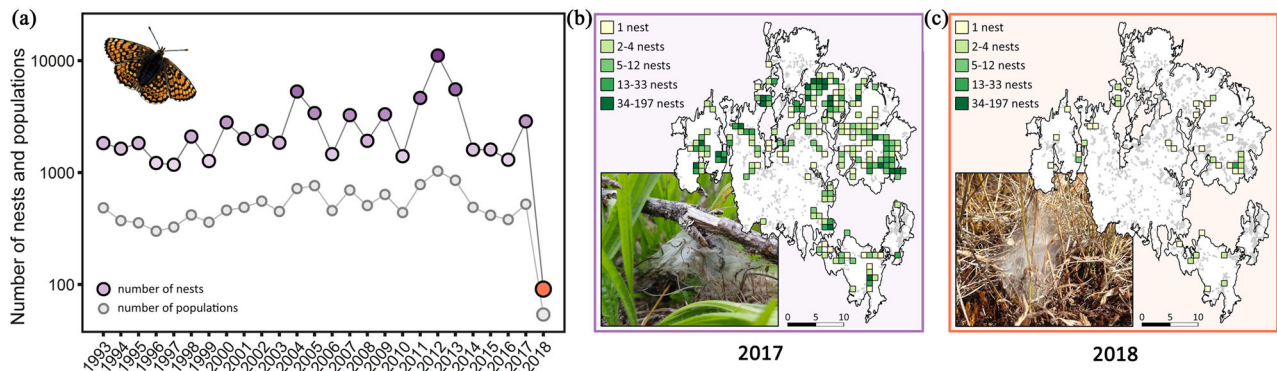 (a)
Number of nests and populations
10000
1000
100
number of nests
number of populations
1993
1994
1995
1996
1997
1998
1999
2000
2001
2002
2003
2004
2005
2006
2007
2008
2009
2010
2011
2012
2013
2014
2015
2016
2017
2018
(b)
1 nest
2-4 nests
5-12 nests
13-33 nests
34-197 nests
0 5 10
2017
(c)
1 nest
2-4 nests
5-12 nests
13-33 nests
34-197 nests
0 5 10
2018